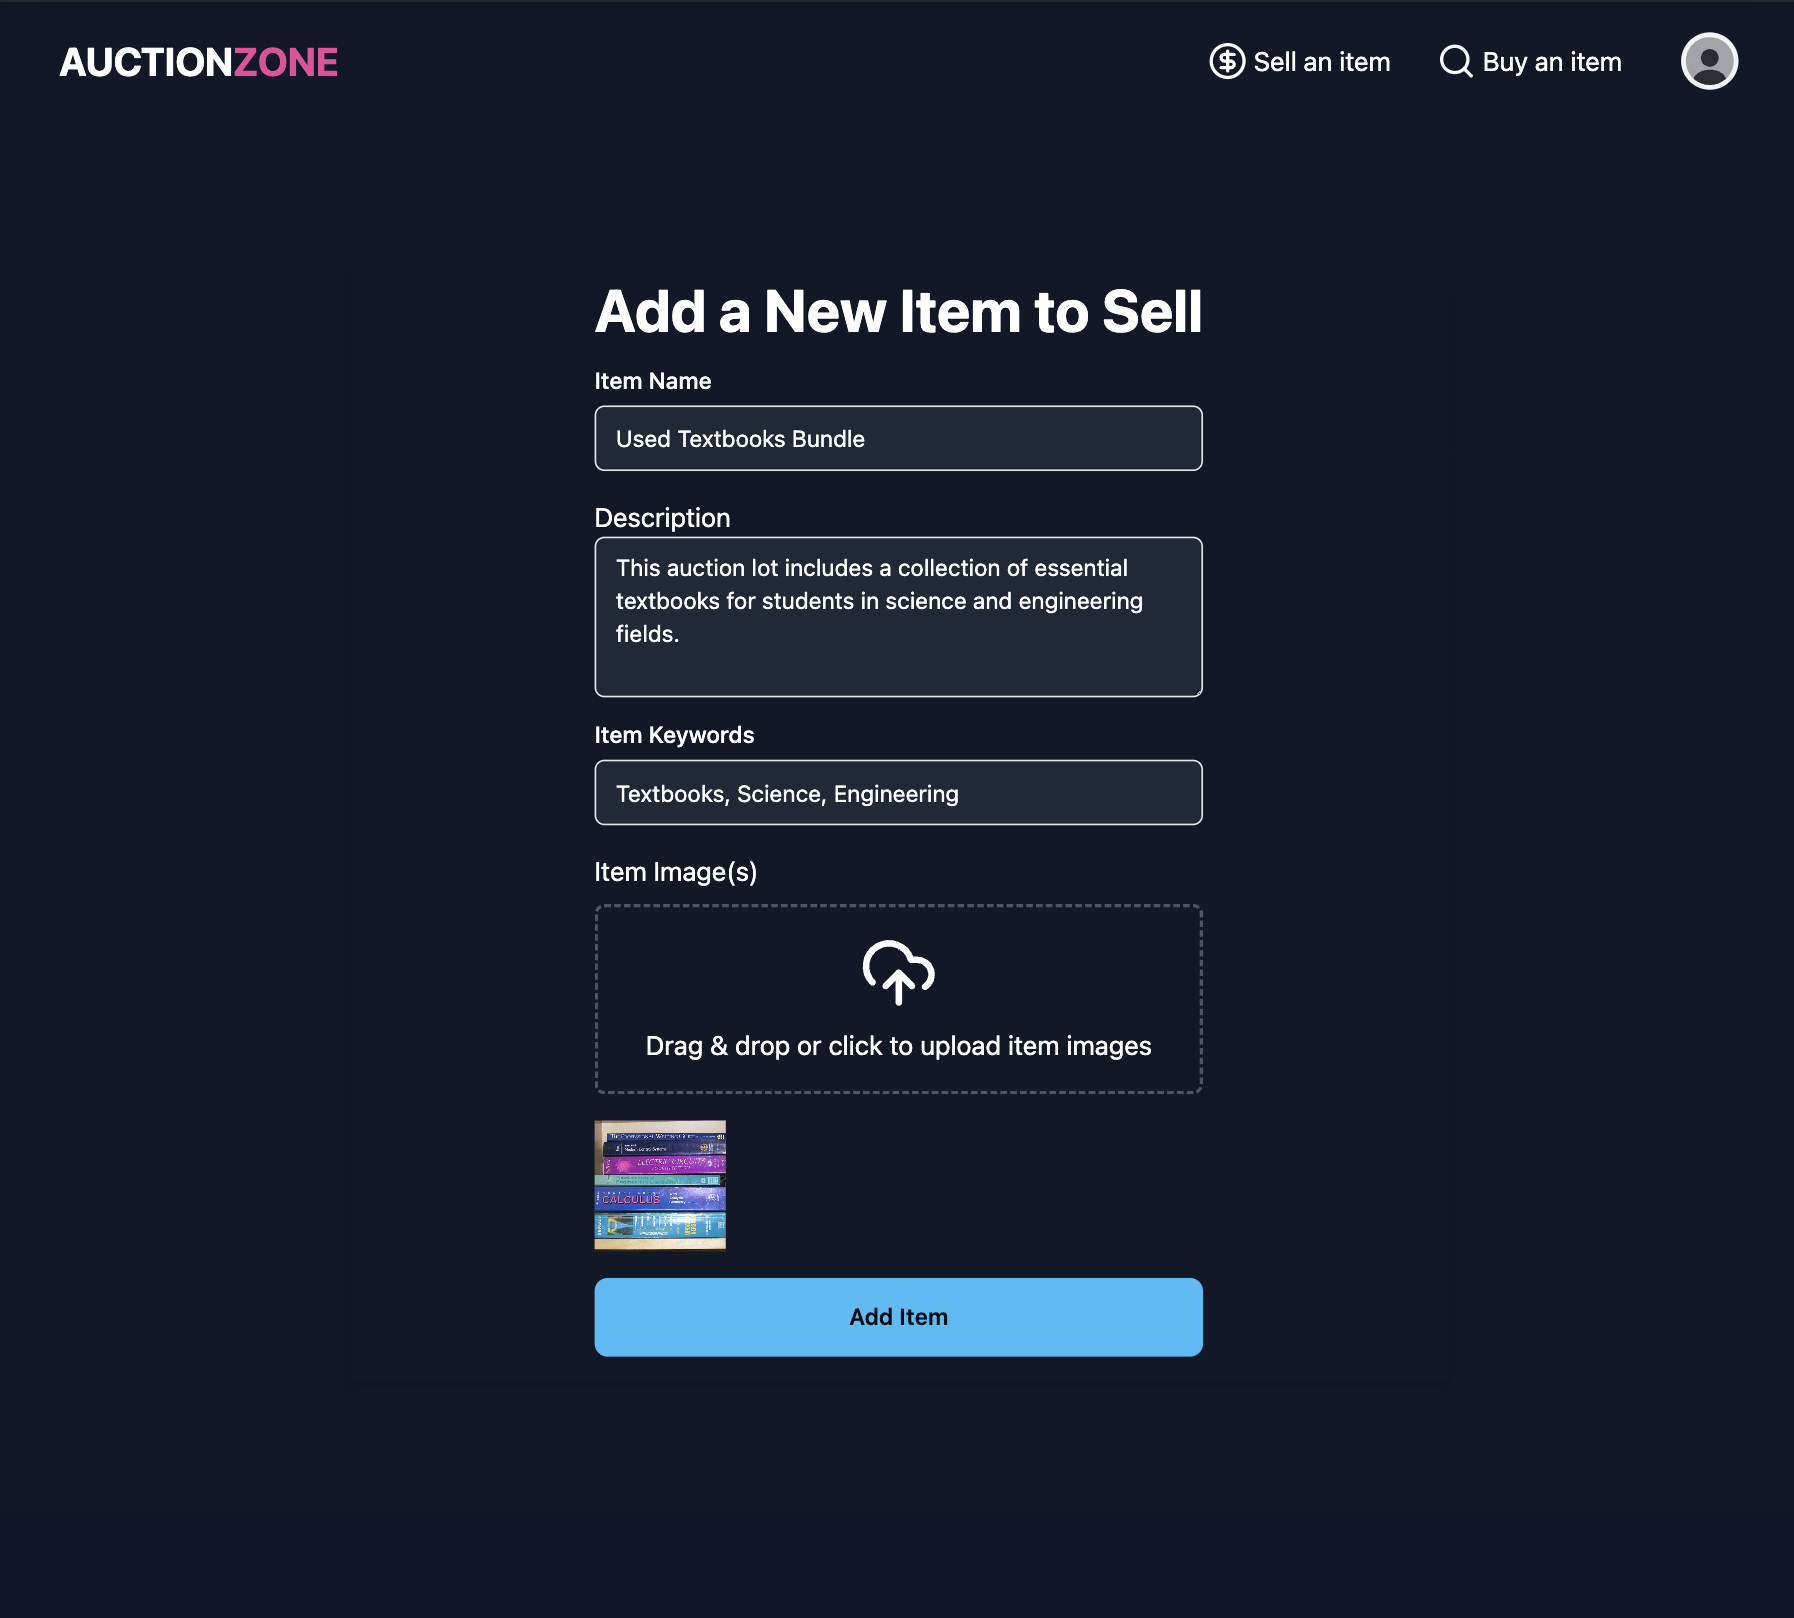 AUCTIONZONE
Sell an item
Buy an item
Add a New Item to Sell
Item Name
Used Textbooks Bundle
Description
This auction lot includes a collection of essential
textbooks for students in science and engineering
fields.
Item Keywords
Textbooks, Science, Engineering
Item Image(s)
Drag & drop or click to upload item images
ELECTRIC CIRCUITS
CALCULUS
Add Item